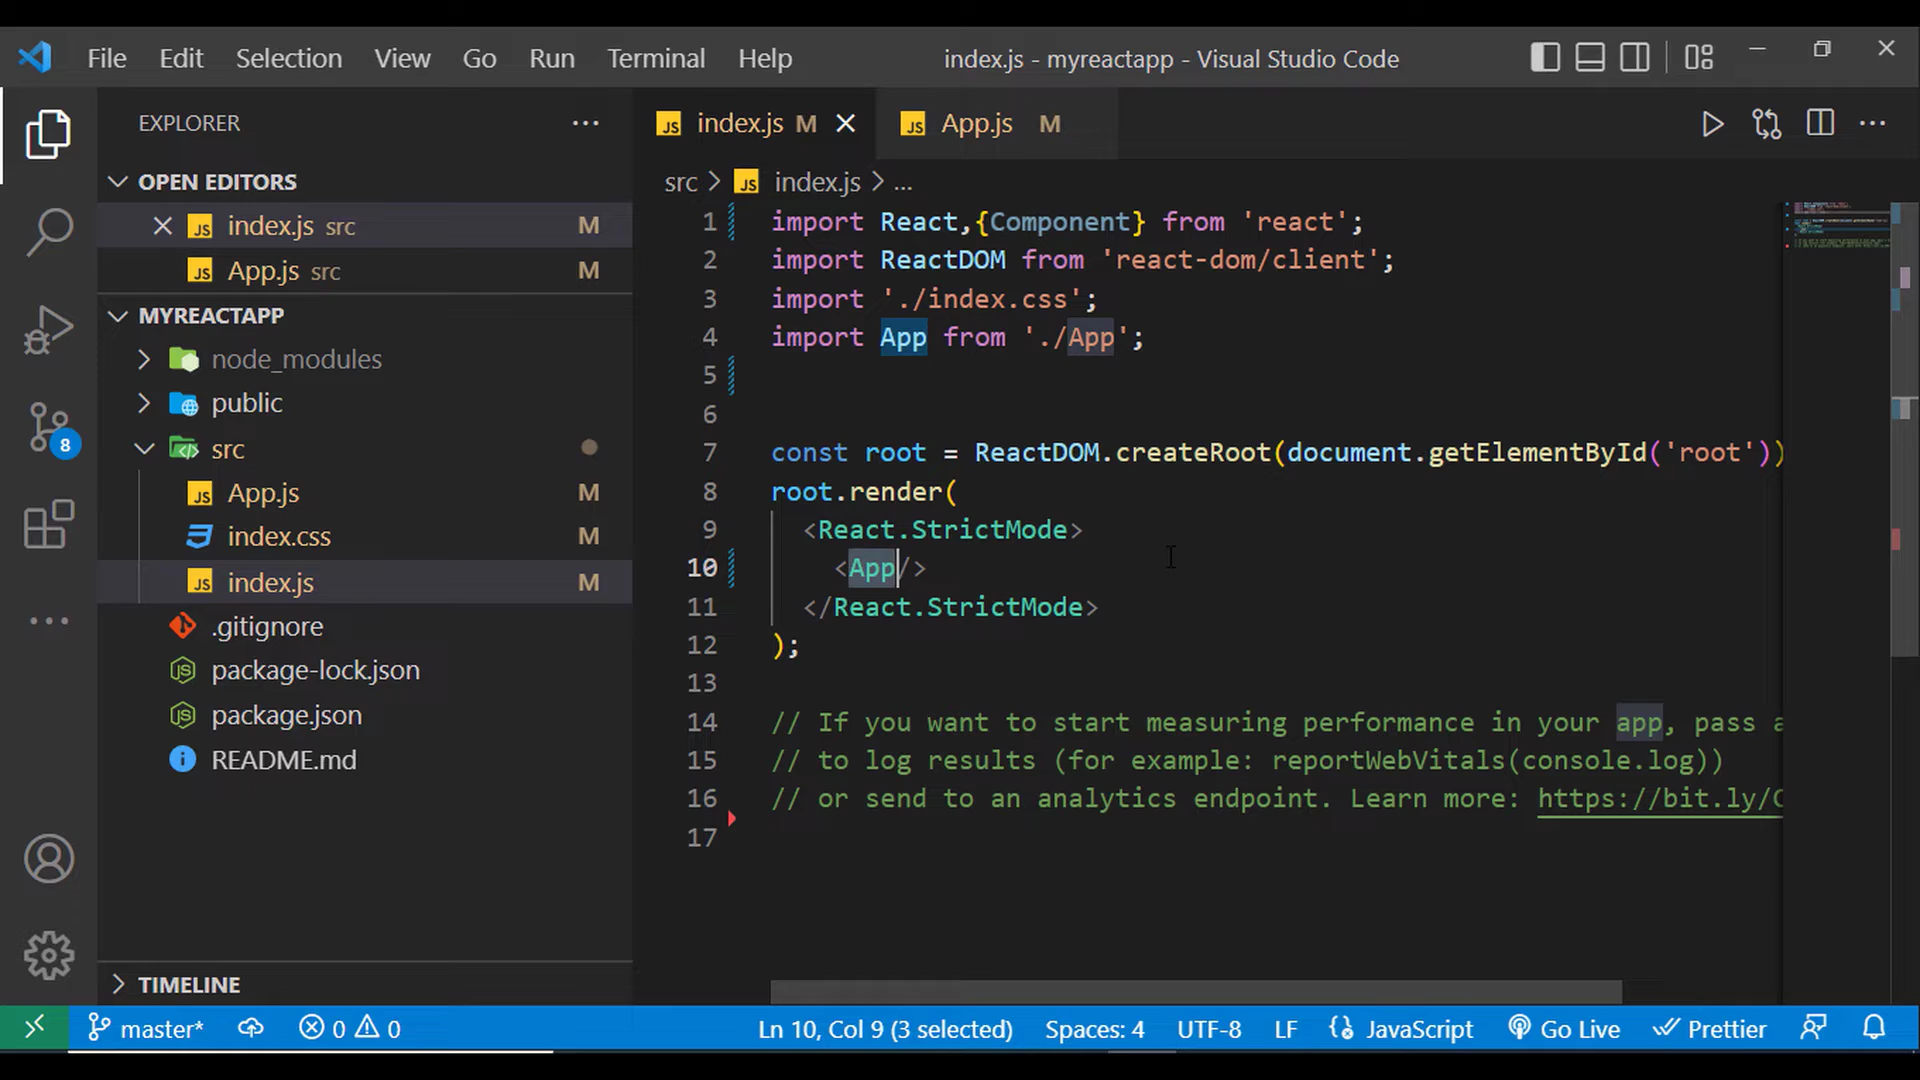 File Edit Selection View Go Run Terminal Help index.js - myreactapp - Visual Studio Code
EXPLORER
OPEN EDITORS
JS index.js src M
JS App.js src M
MYREACTAPP
node_modules
public
src
JS App.js M
index.css M
JS index.js M
.gitignore
package-lock.json
package.json
README.md
TIMELINE
8
JS index.js M JS App.js M
src > JS index.js > ...
1 import React,{Component} from 'react';
2 import ReactDOM from 'react-dom/client';
3 import './index.css';
4 import App from './App';
5
6
7 const root = ReactDOM.createRoot(document.getElementById('root'))
8 root.render(
9 <React.StrictMode>
10 <App/>
11 </React.StrictMode>
12 );
13
14 // If you want to start measuring performance in your app, pass a
15 // to log results (for example: reportWebVitals(console.log))
16 // or send to an analytics endpoint. Learn more: https://bit.ly/C
17
master* 0 0 Ln 10, Col 9 (3 selected) Spaces: 4 UTF-8 LF JavaScript Go Live Prettier